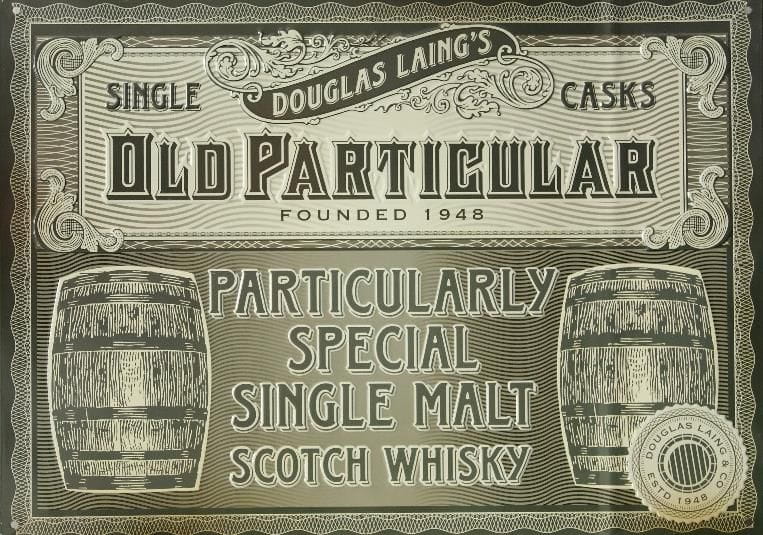 DOUGLAS LAING'S
SINGLE CASKS
OLD PARTICULAR
FOUNDED 1948
PARTICULARLY
SPECIAL
SINGLE MALT
SCOTCH WHISKY
DOUGLAS LAING & CO
ESTD 1948